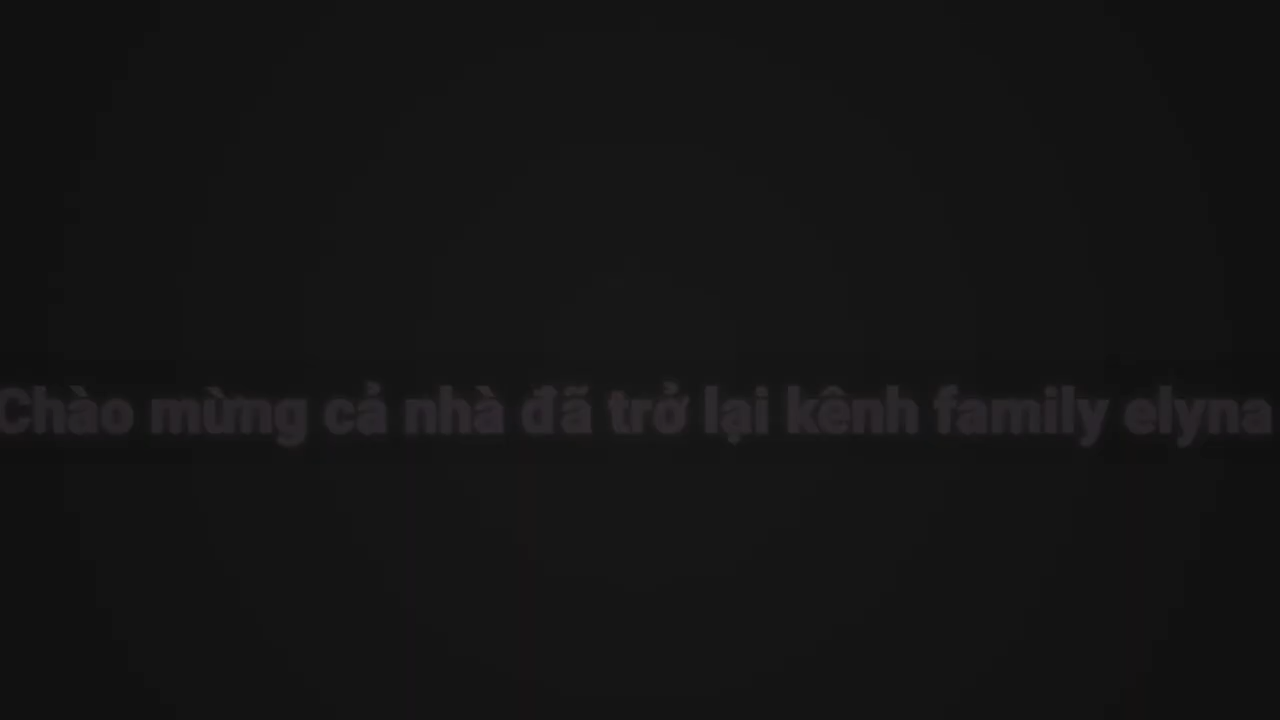 Chào mừng cả nhà đã trở lại kênh family elyna